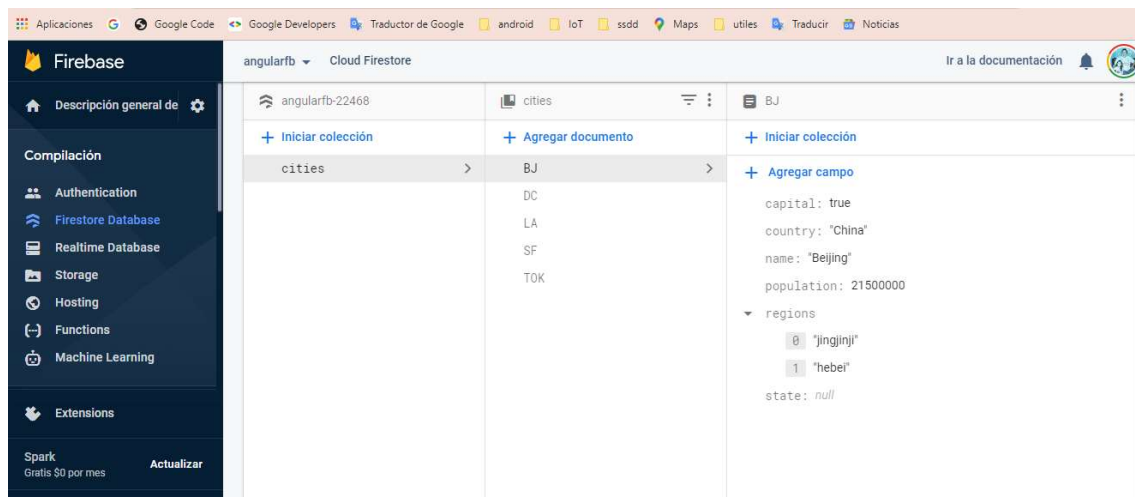 Aplicaciones G Google Code Google Developers Traductor de Google android IoT ssdd Maps utiles Traducir Noticias
Firebase
angularfb Cloud Firestore
Ir a la documentación
Descripción general de
Compilación
Authentication
Firestore Database
Realtime Database
Storage
Hosting
Functions
Machine Learning
Extensions
Spark
Gratis $0 por mes
Actualizar
angularfb-22468
+ Iniciar colección
cities
cities
+ Agregar documento
BJ
DC
LA
SF
TOK
BJ
+ Iniciar colección
+ Agregar campo
capital: true
country: "China"
name: "Beijing"
population: 21500000
regions
0 "jingjinji"
1 "hebei"
state: null